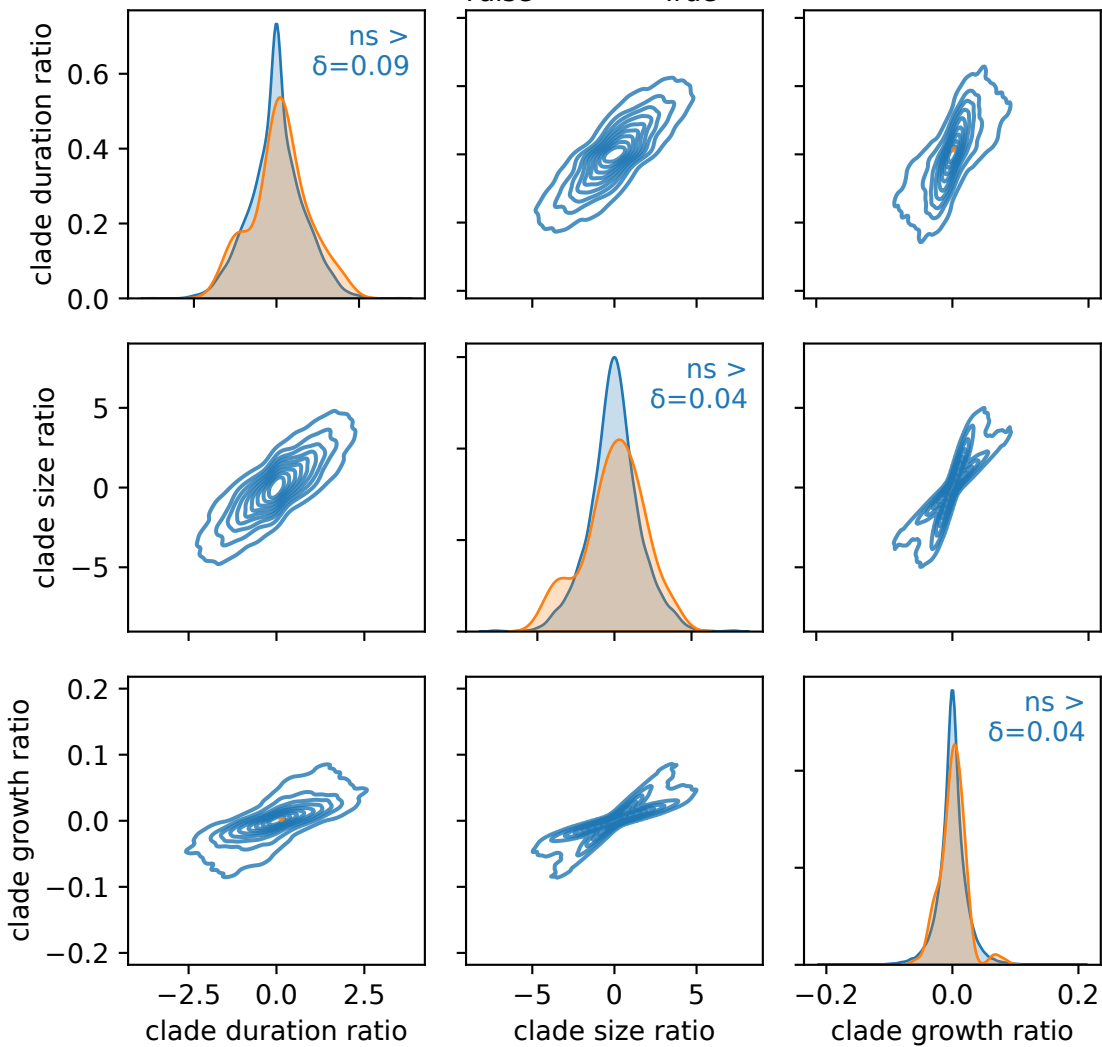 clade duration ratio
0.6
0.4
0.2
0.0
ns >
δ=0.09
clade size ratio
5
0
−5
ns >
δ=0.04
clade growth ratio
0.2
0.1
0.0
−0.1
−0.2
ns >
δ=0.04
−2.5 0.0 2.5
−5 0 5
−0.2 0.0 0.2
clade duration ratio
clade size ratio
clade growth ratio